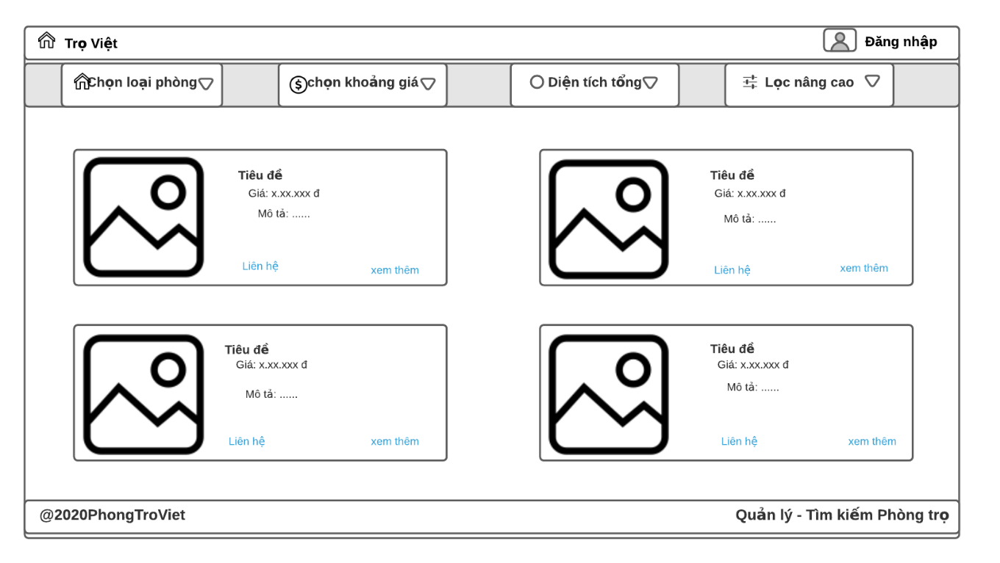 Trọ Việt
Đăng nhập
Chọn loại phòng
$
chọn khoảng giá
Diện tích tổng
Lọc nâng cao
Tiêu đề
Giá: x.xx.xxx đ
Mô tả: ......
Liên hệ
xem thêm
Tiêu đề
Giá: x.xx.xxx đ
Mô tả: ......
Liên hệ
xem thêm
Tiêu đề
Giá: x.xx.xxx đ
Mô tả: ......
Liên hệ
xem thêm
Tiêu đề
Giá: x.xx.xxx đ
Mô tả: ......
Liên hệ
xem thêm
@2020PhongTroViet
Quản lý - Tìm kiếm Phòng trọ